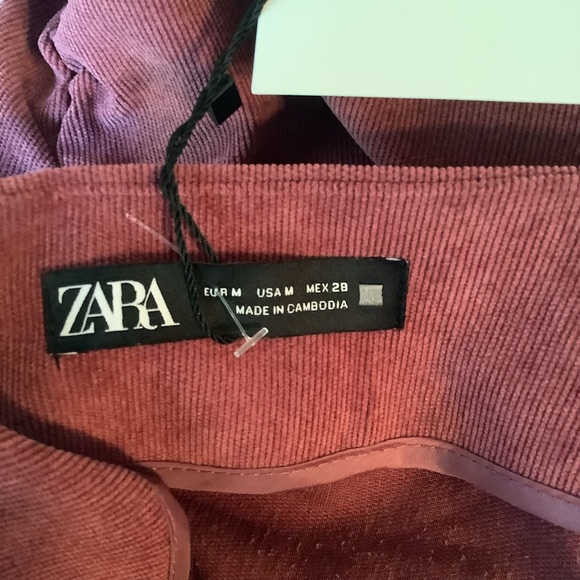 ZARA
EUR M USA M MEX 28
MADE IN CAMBODIA